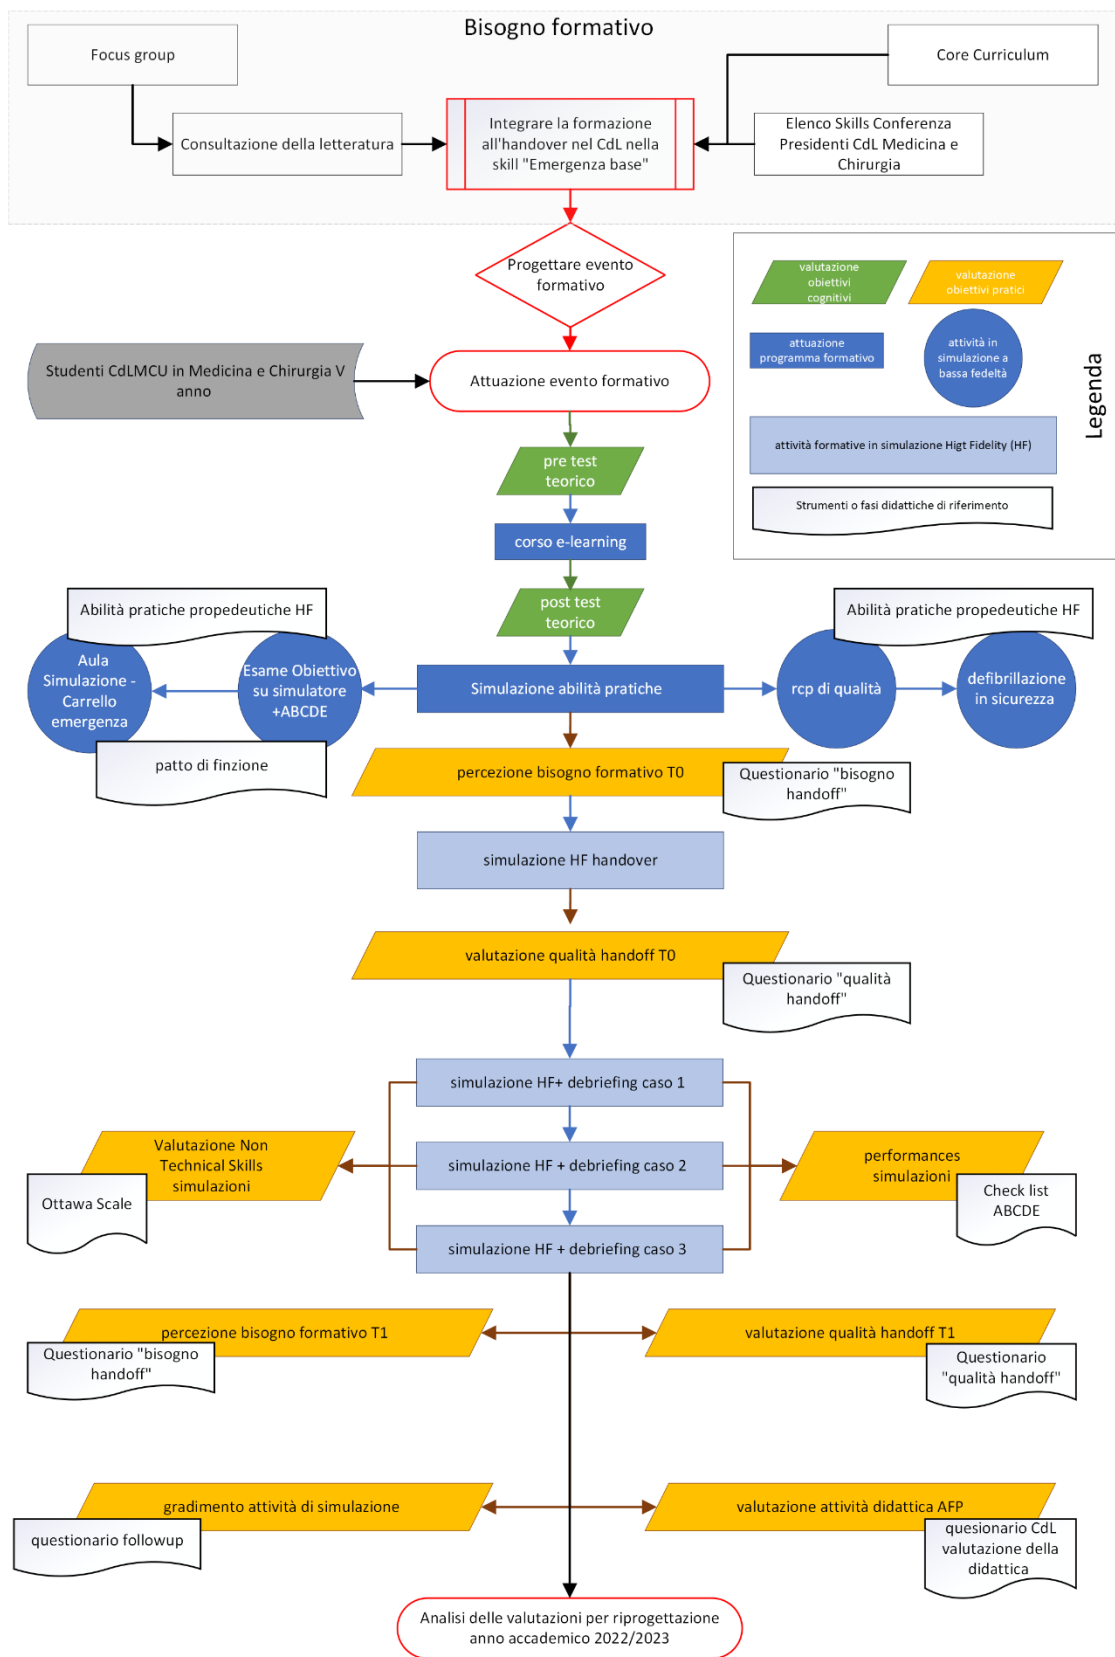 Bisogno formativo
Focus group
Core Curriculum
Consultazione della letteratura
Integrare la formazione
all'handover nel CdL nella
skill "Emergenza base"
Elenco Skills Conferenza
Presidenti CdL Medicina e
Chirurgia
Progettare evento
formativo
valutazione
obiettivi
cognitivi
valutazione
obiettivi pratici
attuazione
programma formativo
attività in
simulazione a
bassa fedeltà
Legenda
attività formative in simulazione Higt Fidelity (HF)
Strumenti o fasi didattiche di riferimento
Studenti CdLMCU in Medicina e Chirurgia V
anno
Attuazione evento formativo
pre test
teorico
corso e-learning
post test
teorico
Abilità pratiche propedeutiche HF
Abilità pratiche propedeutiche HF
Aula
Simulazione -
Carrello
emergenza
Esame Obiettivo
su simulatore
+ABCDE
Simulazione abilità pratiche
rcp di qualità
defibrillazione
in sicurezza
patto di finzione
percezione bisogno formativo T0
Questionario "bisogno
handoff"
simulazione HF handover
valutazione qualità handoff T0
Questionario "qualità
handoff"
simulazione HF+ debriefing caso 1
Valutazione Non
Technical Skills
simulazioni
simulazione HF + debriefing caso 2
performances
simulazioni
Ottawa Scale
Check list
ABCDE
simulazione HF + debriefing caso 3
percezione bisogno formativo T1
valutazione qualità handoff T1
Questionario "bisogno
handoff"
Questionario
"qualità handoff"
gradimento attività di simulazione
valutazione attività didattica AFP
questionario followup
quesionario CdL
valutazione della
didattica
Analisi delle valutazioni per riprogettazione
anno accademico 2022/2023